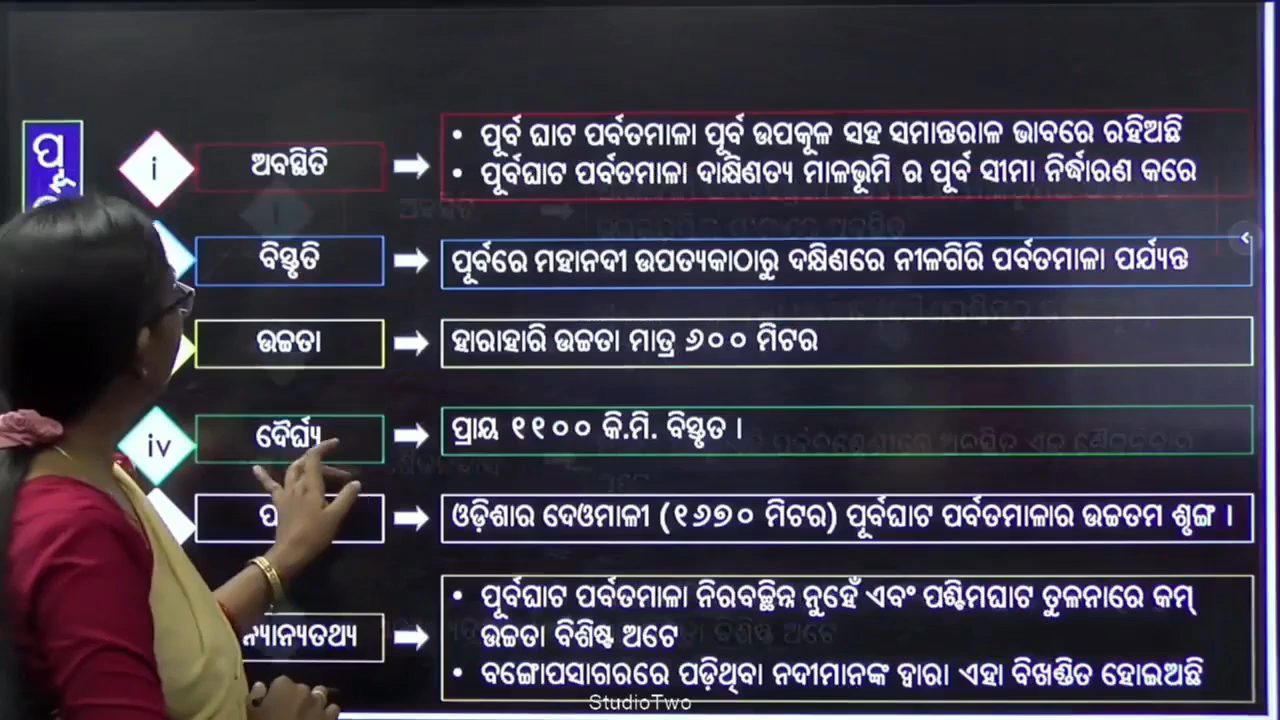 ପୂ
i
ଅବସ୍ଥିତି
• ପୂର୍ବ ଘାଟ ପର୍ବତମାଳା ପୂର୍ବ ଉପକୂଳ ସହ ସମାନ୍ତରାଳ ଭାବରେ ରହିଅଛି
• ପୂର୍ବଘାଟ ପର୍ବତମାଳା ଦାକ୍ଷିଣତ୍ୟ ମାଳଭୂମି ର ପୂର୍ବ ସୀମା ନିର୍ଦ୍ଧାରଣ କରେ
ବିସ୍ତୃତି
ପୂର୍ବରେ ମହାନଦୀ ଉପତ୍ୟକାଠାରୁ ଦକ୍ଷିଣରେ ନୀଳଗିରି ପର୍ବତମାଳା ପର୍ଯ୍ୟନ୍ତ
ଉଚ୍ଚତା
ହାରାହାରି ଉଚ୍ଚତା ମାତ୍ର ୬୦୦ ମିଟର
iv
ଦୈର୍ଘ୍ୟ
ପ୍ରାୟ ୧୧୦୦ କି.ମି. ବିସ୍ତୃତ ।
ଓଡ଼ିଶାର ଦେଓମାଳୀ (୧୬୭୦ ମିଟର) ପୂର୍ବଘାଟ ପର୍ବତମାଳାର ଉଚ୍ଚତମ ଶୃଙ୍ଗ ।
ନ୍ୟାନ୍ୟତଥ୍ୟ
• ପୂର୍ବଘାଟ ପର୍ବତମାଳା ନିରବଚ୍ଛିନ୍ନ ନୁହେଁ ଏବଂ ପଶ୍ଚିମଘାଟ ତୁଳନାରେ କମ୍
ଉଚ୍ଚତା ବିଶିଷ୍ଟ ଅଟେ
• ବଙ୍ଗୋପସାଗରରେ ପଡ଼ିଥିବା ନଦୀମାନଙ୍କ ଦ୍ୱାରା ଏହା ବିଖଣ୍ଡିତ ହୋଇଅଛି
StudioTwo